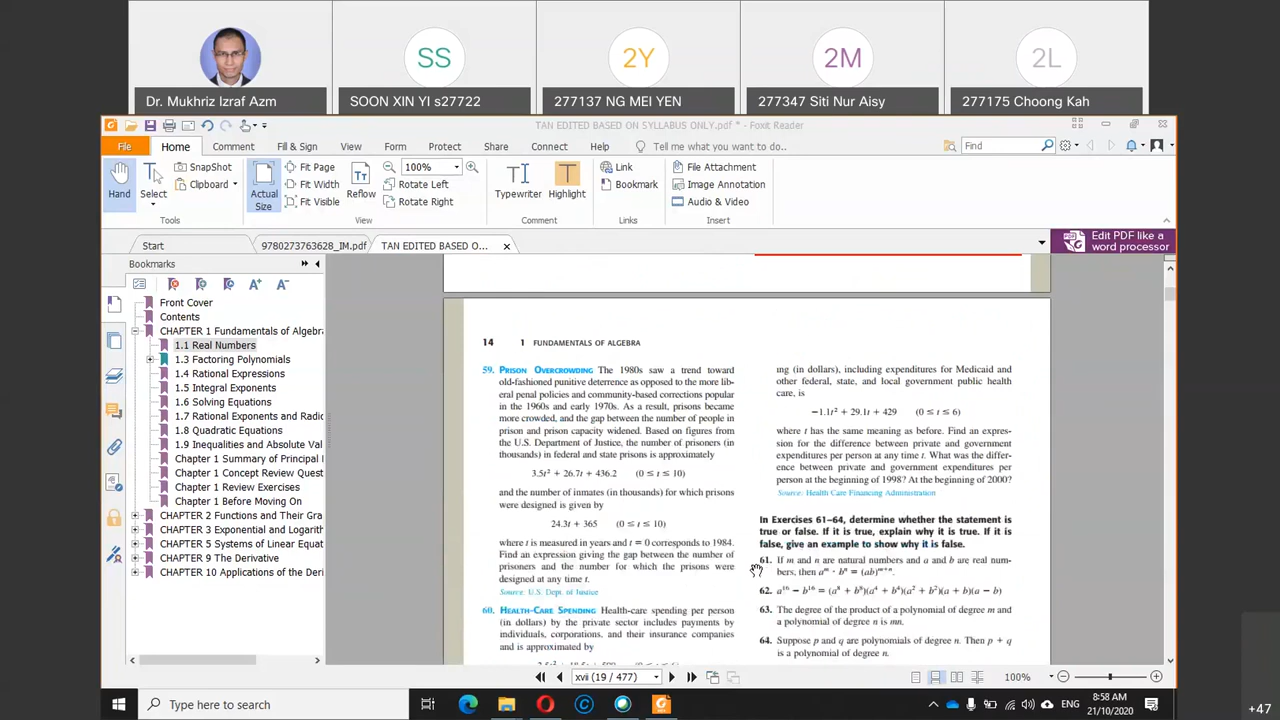 SS
2Y
2M
2L
Dr. Mukhriz Izraf Azm
SOON XIN YI s27722
277137 NG MEI YEN
277347 Siti Nur Aisy
277175 Choong Kah
TAN EDITED BASED ON SYLLABUS ONLY.pdf * - Foxit Reader
File Home Comment Fill & Sign View Form Protect Share Connect Help Tell me what you want to do.. Find
Hand
Select
SnapShot
Clipboard
Tools
Actual Size
Fit Page
Fit Width
Fit Visible
Reflow
100%
Rotate Left
Rotate Right
View
Typewriter
Highlight
Comment
Link
Bookmark
Links
File Attachment
Image Annotation
Audio & Video
Insert
Start
9780273763628_IM.pdf
TAN EDITED BASED O...
Edit PDF like a
word processor
Bookmarks
Front Cover
Contents
CHAPTER 1 Fundamentals of Algebra
1.1 Real Numbers
1.3 Factoring Polynomials
1.4 Rational Expressions
1.5 Integral Exponents
1.6 Solving Equations
1.7 Rational Exponents and Radic
1.8 Quadratic Equations
1.9 Inequalities and Absolute Val
Chapter 1 Summary of Principal
Chapter 1 Concept Review Quest
Chapter 1 Review Exercises
Chapter 1 Before Moving On
CHAPTER 2 Functions and Their Gra
CHAPTER 3 Exponential and Logarith
CHAPTER 5 Systems of Linear Equat
CHAPTER 9 The Derivative
CHAPTER 10 Applications of the Deri
14 1 FUNDAMENTALS OF ALGEBRA
59. PRISON OVERCROWDING The 1980s saw a trend toward
old-fashioned punitive deterrence as opposed to the more lib-
eral penal policies and community-based corrections popular
in the 1960s and early 1970s. As a result, prisons became
more crowded, and the gap between the number of people in
prison and prison capacity widened. Based on figures from
the U.S. Department of Justice, the number of prisoners (in
thousands) in federal and state prisons is approximately
3.5t² + 26.7t + 436.2 (0 ≤ t ≤ 10)
and the number of inmates (in thousands) for which prisons
were designed is given by
24.3t + 365 (0 ≤ t ≤ 10)
where t is measured in years and t = 0 corresponds to 1984.
Find an expression giving the gap between the number of
prisoners and the number for which the prisons were
designed at any time t.
Source: U.S. Dept. of Justice
60. HEALTH-CARE SPENDING Health-care spending per person
(in dollars) by the private sector includes payments by
individuals, corporations, and their insurance companies
and is approximated by
ing (in dollars), including expenditures for Medicaid and
other federal, state, and local government public health
care, is
−1.1t² + 29.1t + 429 (0 ≤ t ≤ 6)
where t has the same meaning as before. Find an expres-
sion for the difference between private and government
expenditures per person at any time t. What was the differ-
ence between private and government expenditures per
person at the beginning of 1998? At the beginning of 2000?
Source: Health Care Financing Administration
In Exercises 61–64, determine whether the statement is
true or false. If it is true, explain why it is true. If it is
false, give an example to show why it is false.
61. If m and n are natural numbers and a and b are real num-
bers, then aᵐ · bⁿ = (ab)ᵐ⁺ⁿ.
62. a¹⁶ − b¹⁶ = (a⁸ + b⁸)(a⁴ + b⁴)(a² + b²)(a + b)(a − b)
63. The degree of the product of a polynomial of degree m and
a polynomial of degree n is mn.
64. Suppose p and q are polynomials of degree n. Then p + q
is a polynomial of degree n.
xvii (19 / 477)
100%
Type here to search
ENG
8:58 AM
21/10/2020
+47